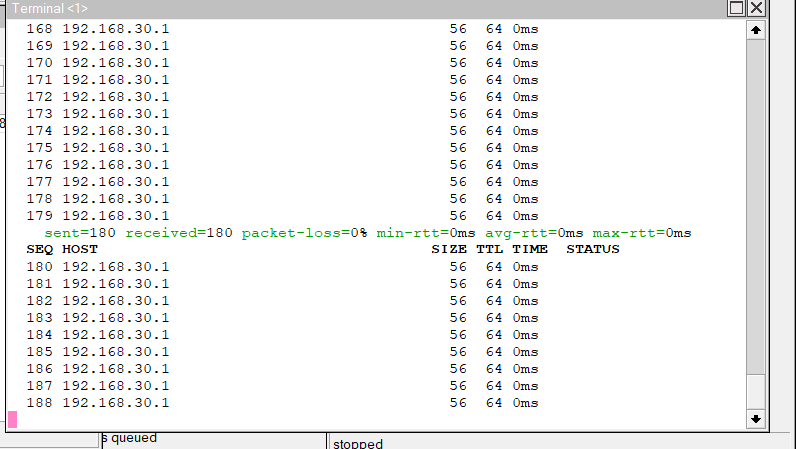 Terminal <1>
168 192.168.30.1 56 64 0ms
169 192.168.30.1 56 64 0ms
170 192.168.30.1 56 64 0ms
171 192.168.30.1 56 64 0ms
172 192.168.30.1 56 64 0ms
173 192.168.30.1 56 64 0ms
174 192.168.30.1 56 64 0ms
175 192.168.30.1 56 64 0ms
176 192.168.30.1 56 64 0ms
177 192.168.30.1 56 64 0ms
178 192.168.30.1 56 64 0ms
179 192.168.30.1 56 64 0ms
sent=180 received=180 packet-loss=0% min-rtt=0ms avg-rtt=0ms max-rtt=0ms
SEQ HOST SIZE TTL TIME STATUS
180 192.168.30.1 56 64 0ms
181 192.168.30.1 56 64 0ms
182 192.168.30.1 56 64 0ms
183 192.168.30.1 56 64 0ms
184 192.168.30.1 56 64 0ms
185 192.168.30.1 56 64 0ms
186 192.168.30.1 56 64 0ms
187 192.168.30.1 56 64 0ms
188 192.168.30.1 56 64 0ms
s queued
stopped